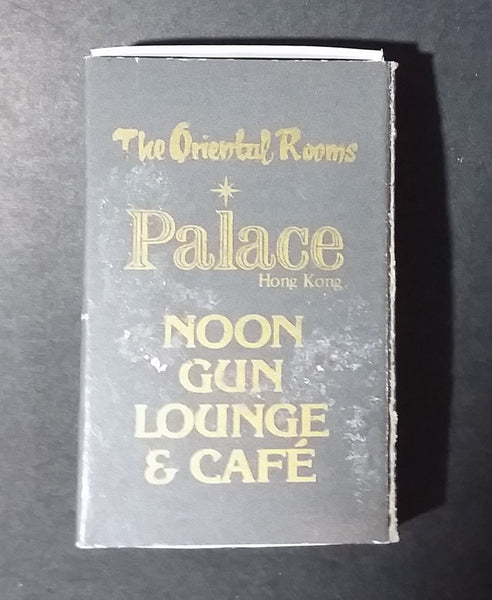 The Oriental Rooms
Palace
Hong Kong
NOON
GUN
LOUNGE
& CAFÉ